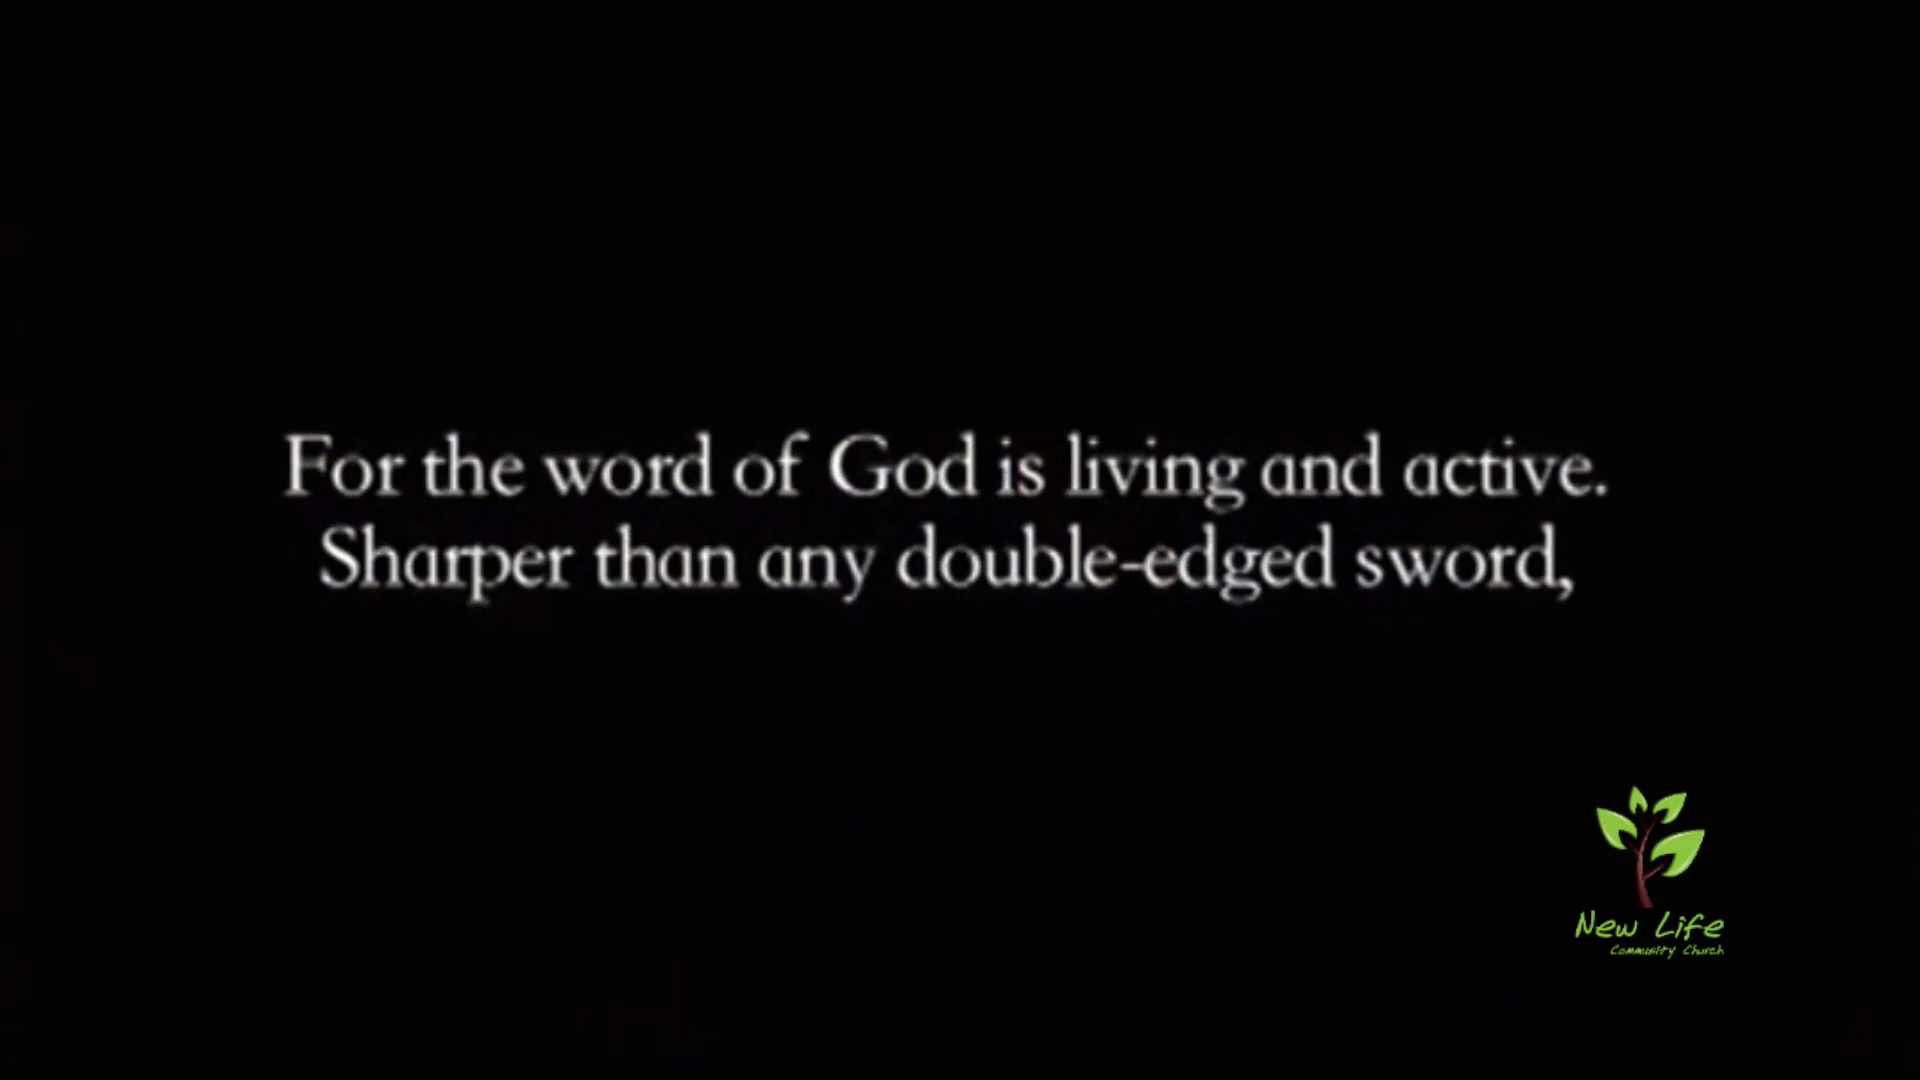 For the word of God is living and active.
Sharper than any double-edged sword,
New Life
Community Church